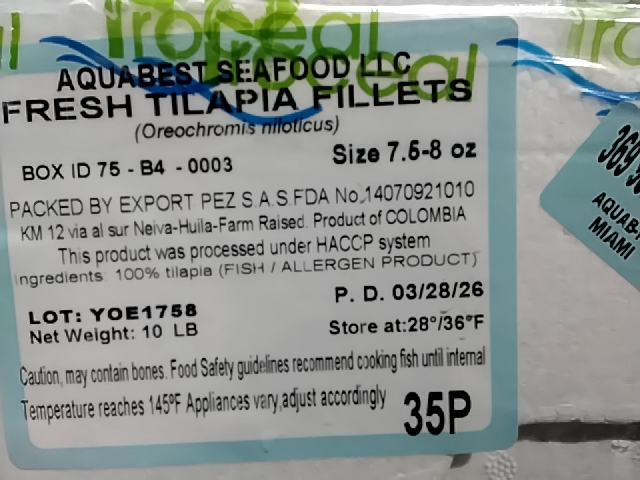 AQUABEST SEAFOOD LLC
FRESH TILAPIA FILLETS
(Oreochromis niloticus)
BOX ID 75 - B4 - 0003
Size 7.5-8 oz
PACKED BY EXPORT PEZ S.A.S.FDA No.14070921010
KM 12 via al sur Neiva-Huila-Farm Raised. Product of COLOMBIA
This product was processed under HACCP system
Ingredients: 100% tilapia (FISH / ALLERGEN PRODUCT)
LOT: YOE1758
P. D. 03/28/26
Net Weight: 10 LB
Store at:28°/36°F
Caution, may contain bones. Food Safety guidelines recommend cooking fish until internal
Temperature reaches 145°F Appliances vary,adjust accordingly
35P
MIAMI